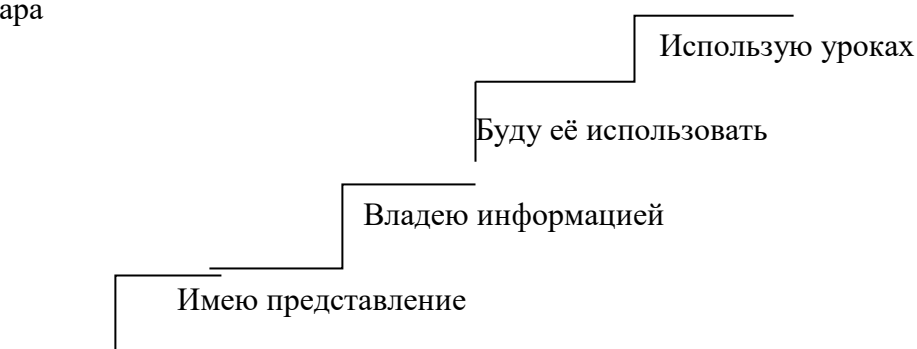 ара
Использую уроках
Буду её использовать
Владею информацией
Имею представление